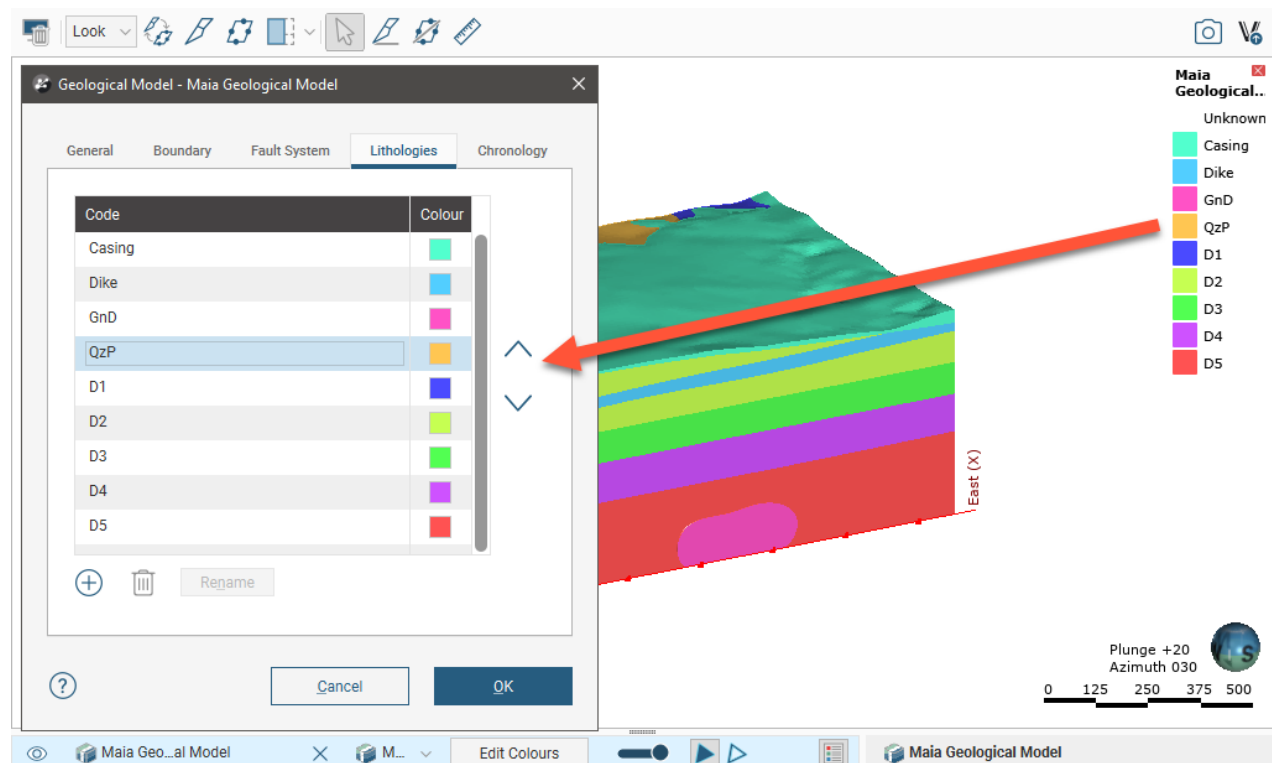 Look
Geological Model - Maia Geological Model
General Boundary Fault System Lithologies Chronology
Code Colour
Casing
Dike
GnD
QzP
D1
D2
D3
D4
D5
Rename
Cancel OK
Maia
Geological..
Unknown
Casing
Dike
GnD
QzP
D1
D2
D3
D4
D5
East (X)
Plunge +20
Azimuth 030
0 125 250 375 500
Maia Geo...al Model M... Edit Colours Maia Geological Model